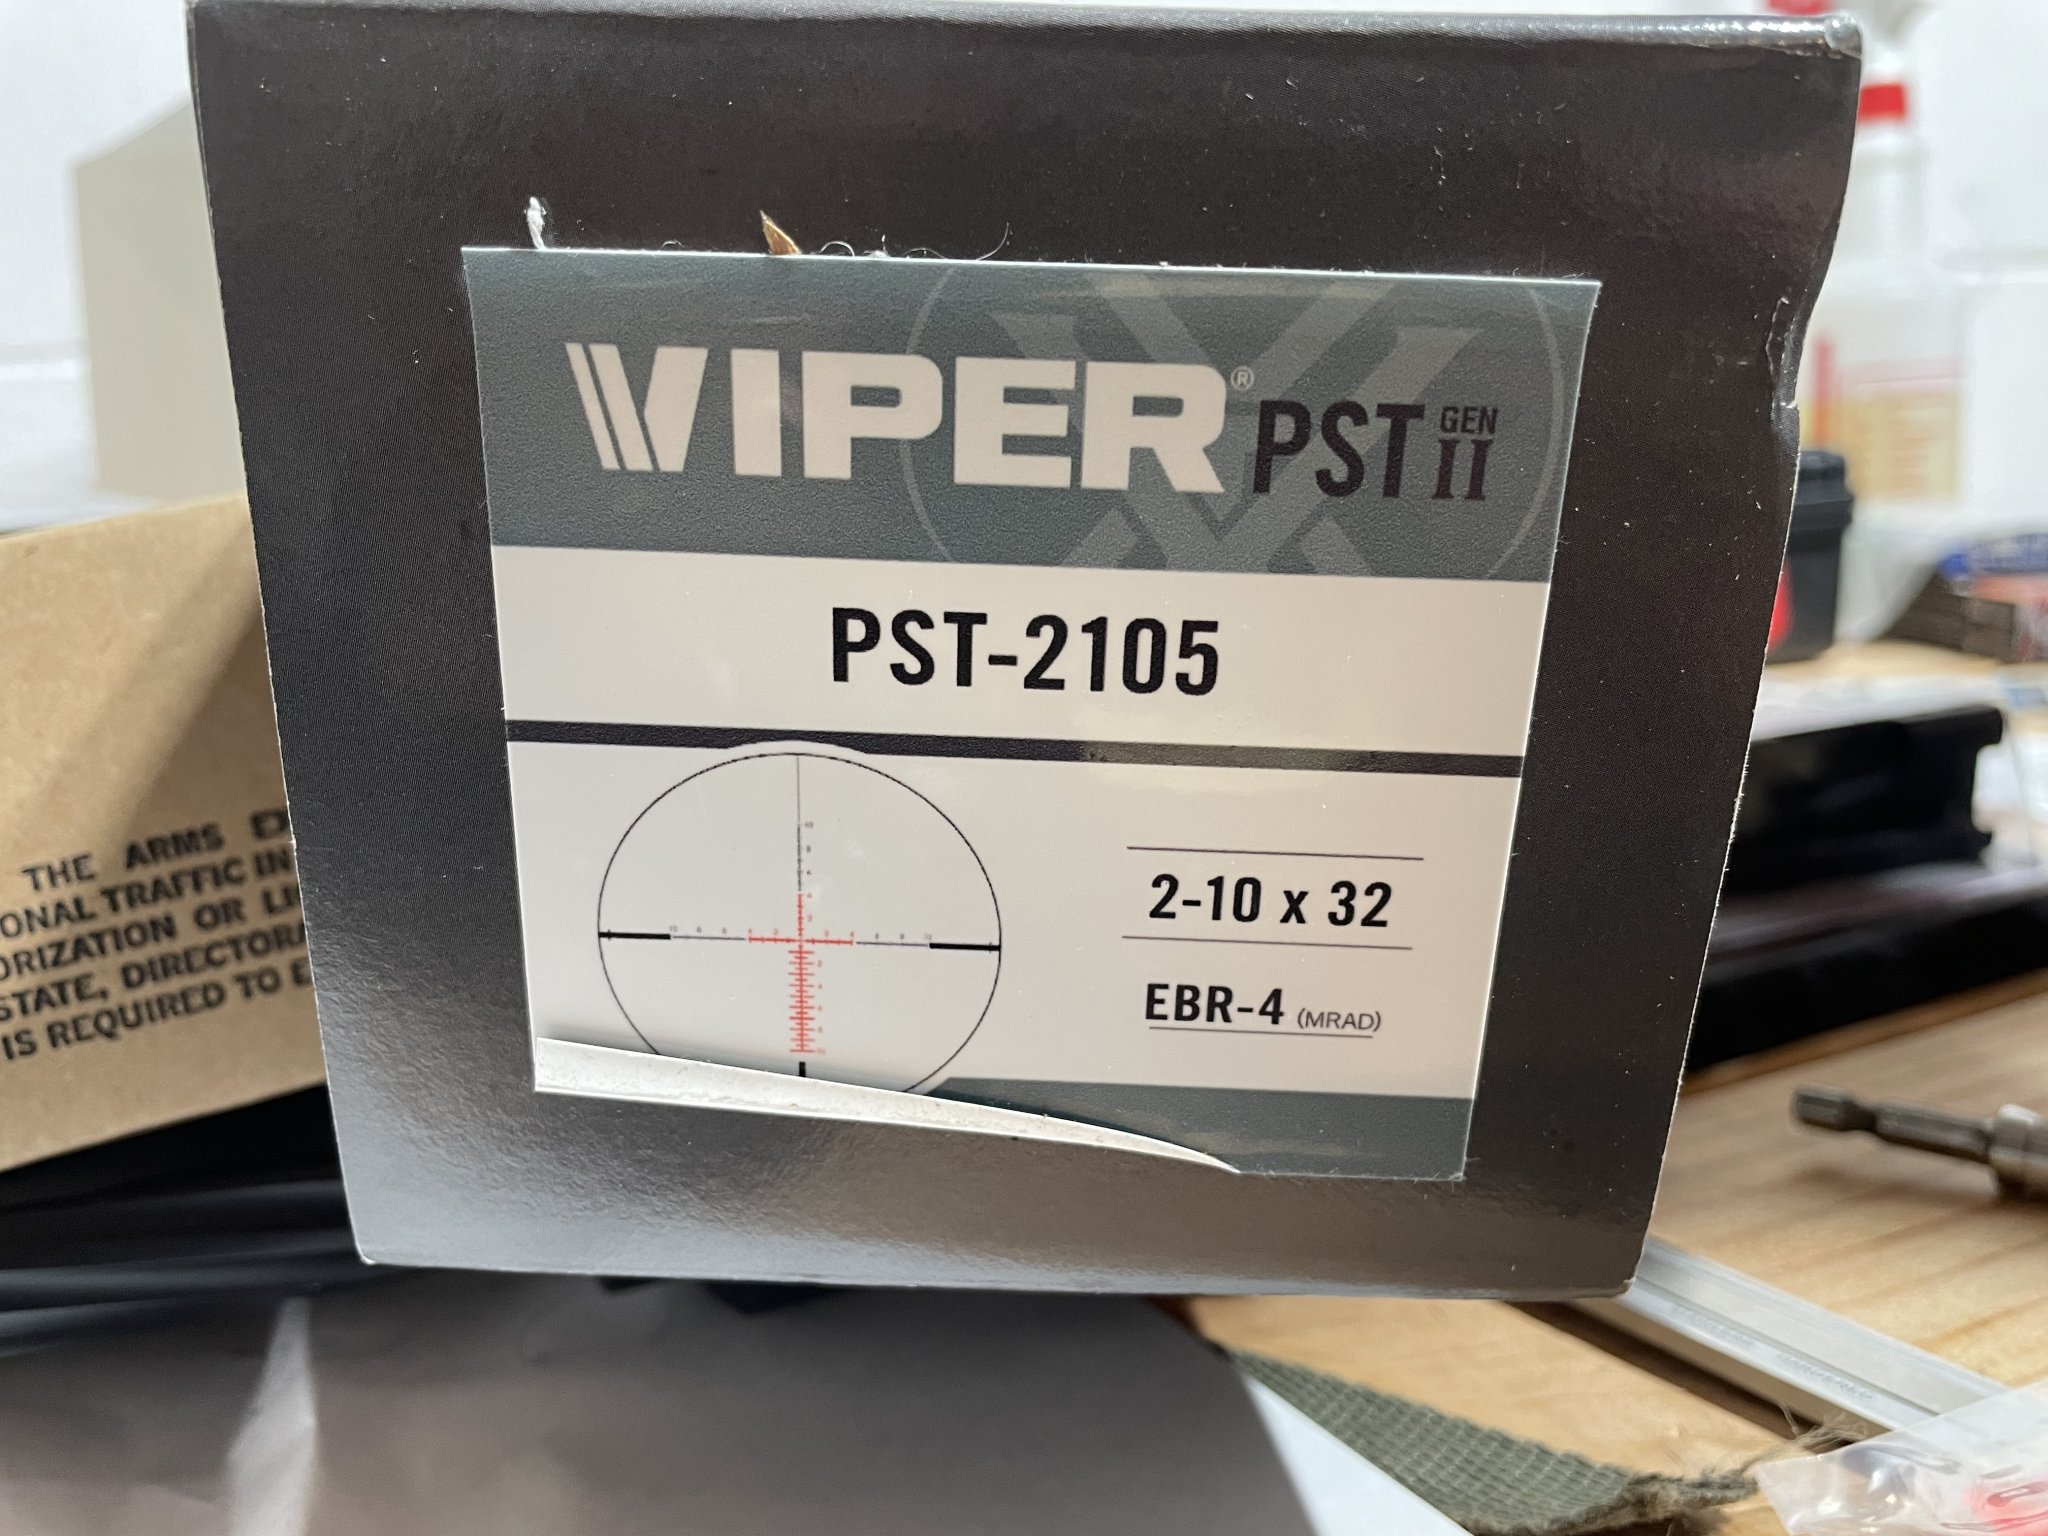 VIPER® PST GEN II
PST-2105
2-10 x 32
EBR-4 (MRAD)
THE ARMS
ONAL TRAFFIC IN
ORIZATION OR
STATE,
IS REQUIRED TO